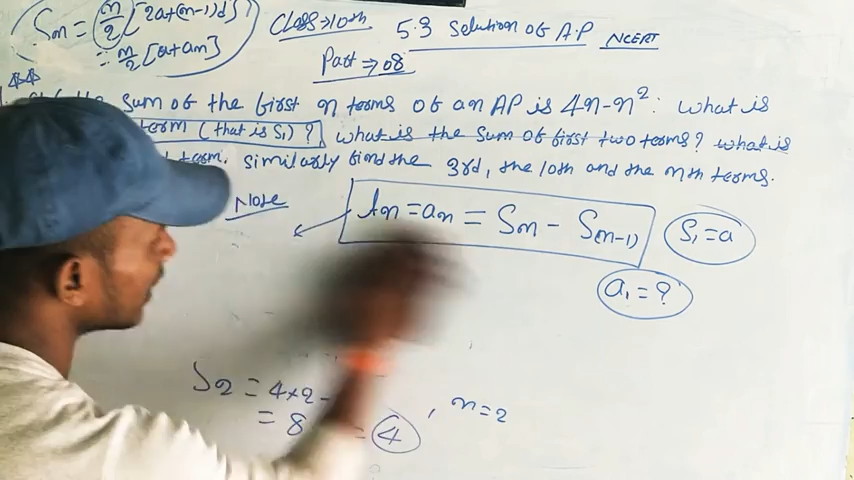 Sn = n/2 [2a+(n-1)d]
= n/2 [a+an]
Class→10th
5.3 Solution of A.P NCERT
Part→08
the sum of the first n terms of an AP is 4n-n²: what is
term (that is S₁)? what is the sum of first two terms? what is
term. similarly find the 3rd, the 10th and the nth terms.
Note
tn = an = Sn - S(n-1)
S₁ = a
a₁ = ?
S2 = 4×2-
, n=2
= 8 = 4